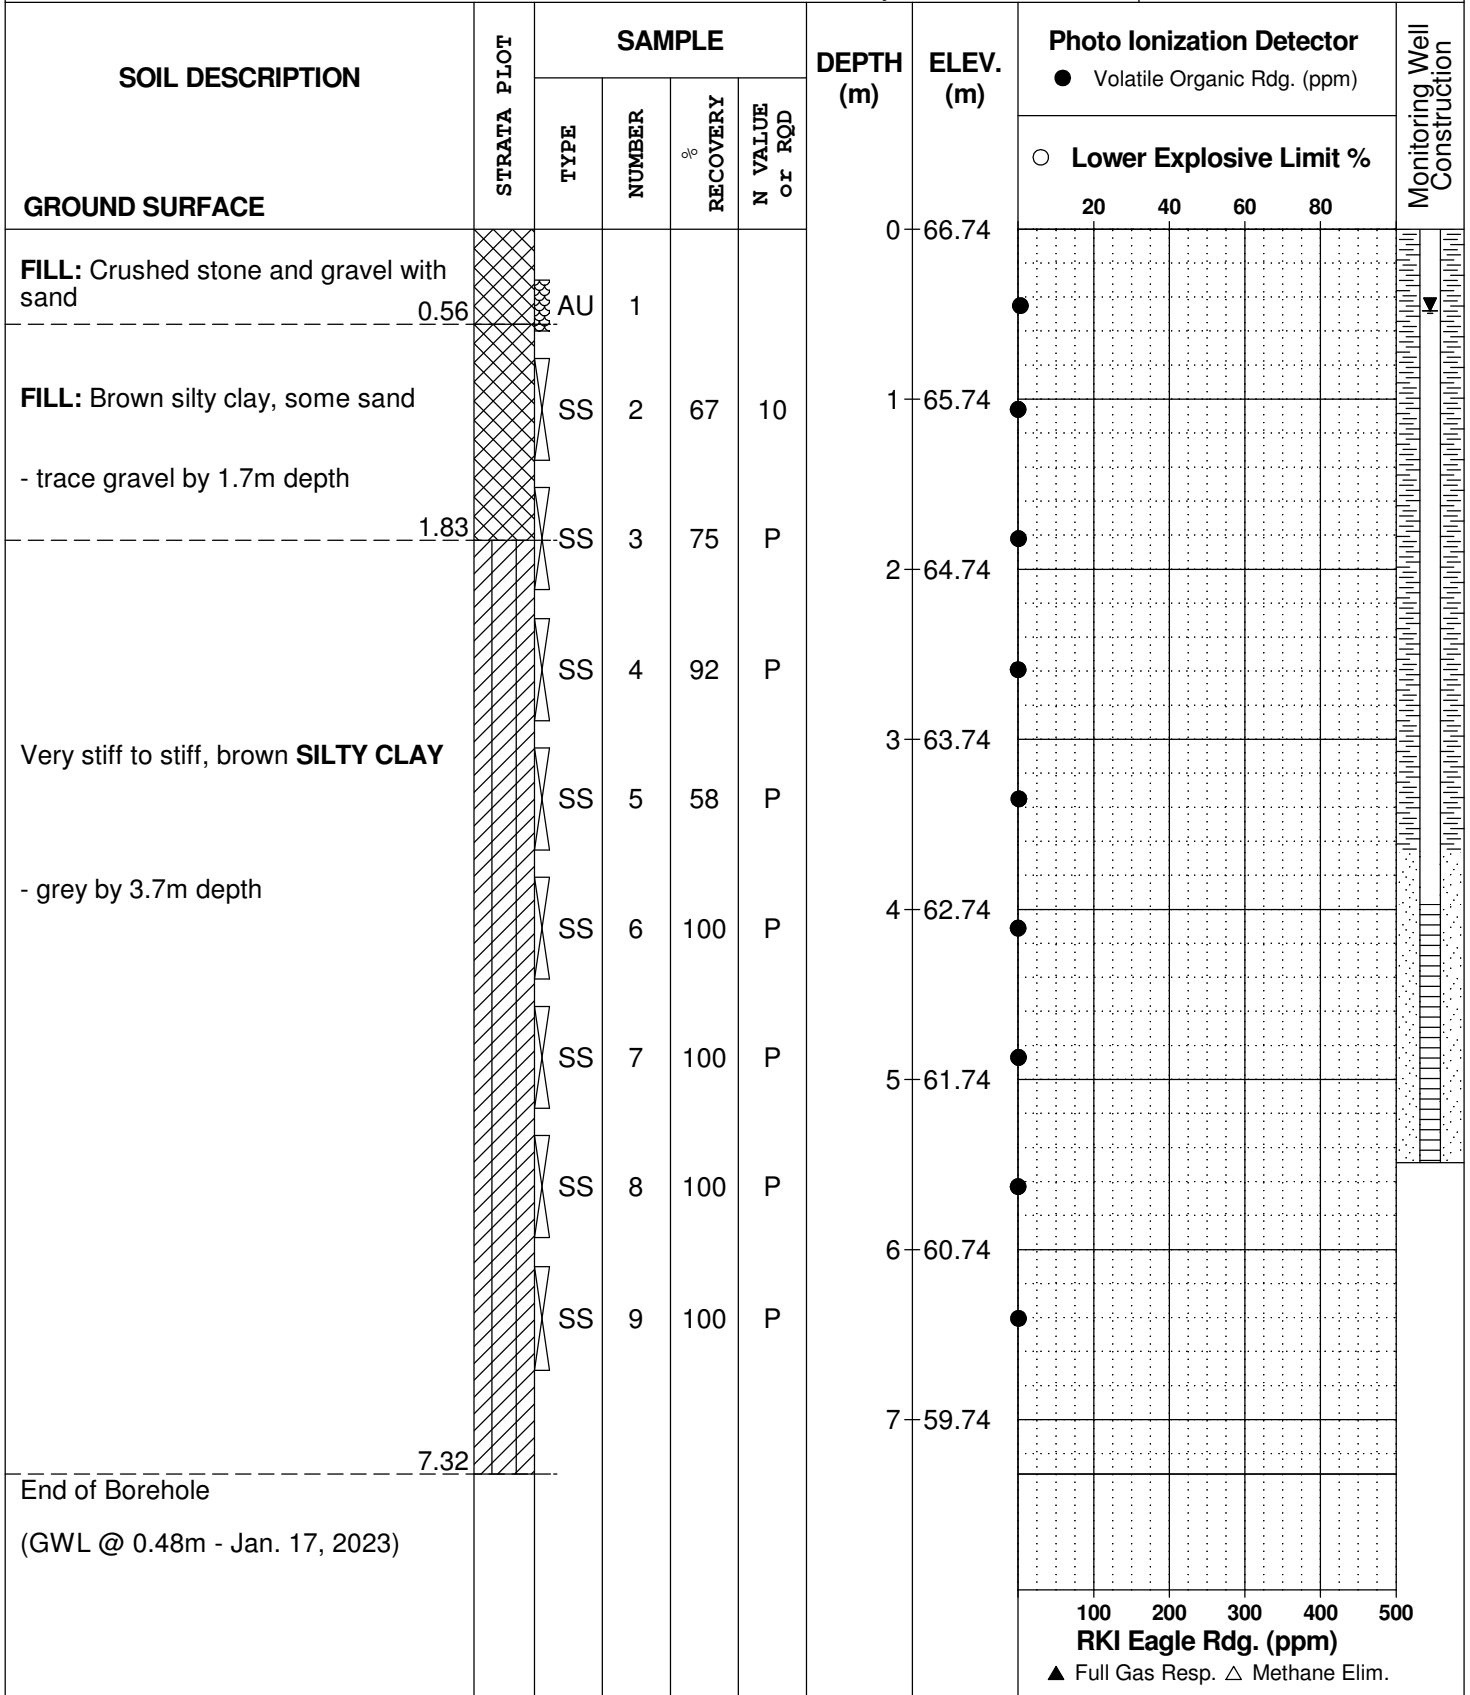 SOIL DESCRIPTION
GROUND SURFACE
STRATA PLOT
SAMPLE
TYPE
NUMBER
%
RECOVERY
N VALUE
or RQD
DEPTH
(m)
ELEV.
(m)
Photo Ionization Detector
● Volatile Organic Rdg. (ppm)
○ Lower Explosive Limit %
20 40 60 80
Monitoring Well
Construction
0 66.74
FILL: Crushed stone and gravel with
sand
0.56
AU 1
FILL: Brown silty clay, some sand
SS 2 67 10
1 65.74
- trace gravel by 1.7m depth
1.83
SS 3 75 P
2 64.74
SS 4 92 P
Very stiff to stiff, brown SILTY CLAY
3 63.74
SS 5 58 P
- grey by 3.7m depth
4 62.74
SS 6 100 P
SS 7 100 P
5 61.74
SS 8 100 P
6 60.74
SS 9 100 P
7 59.74
7.32
End of Borehole
(GWL @ 0.48m - Jan. 17, 2023)
100 200 300 400 500
RKI Eagle Rdg. (ppm)
▲ Full Gas Resp. △ Methane Elim.